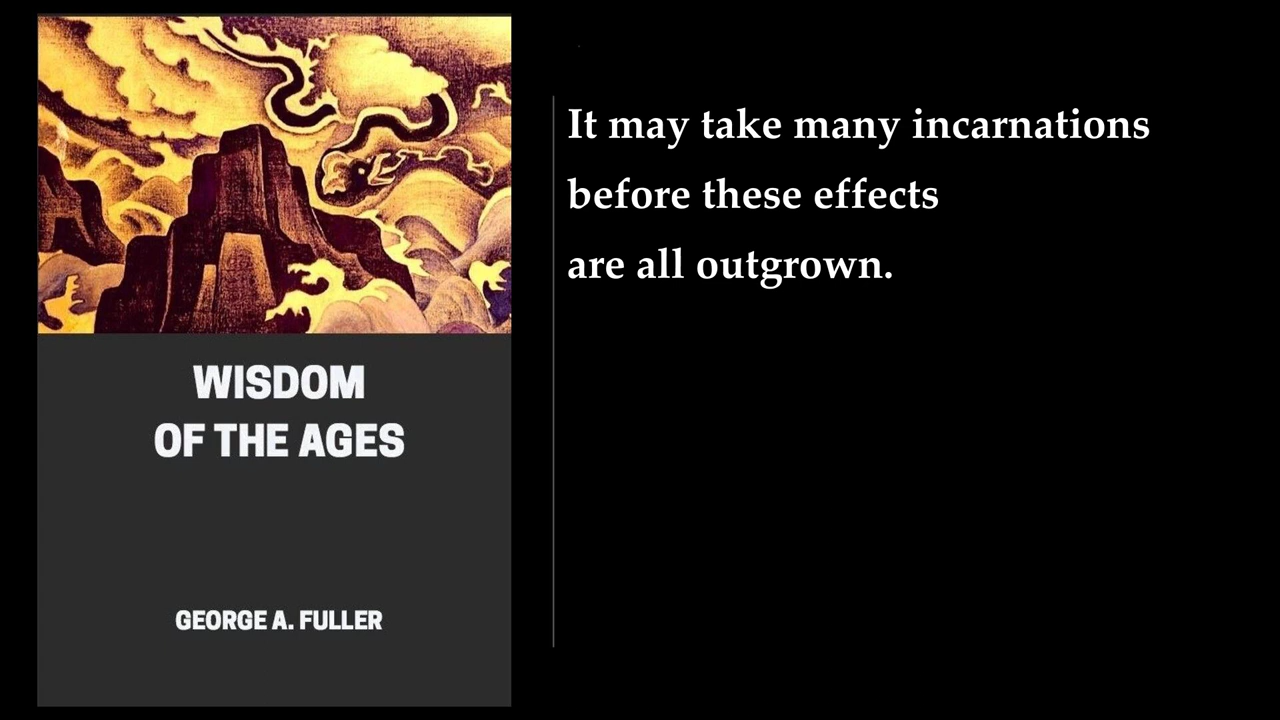 WISDOM
OF THE AGES
GEORGE A. FULLER
It may take many incarnations
before these effects
are all outgrown.